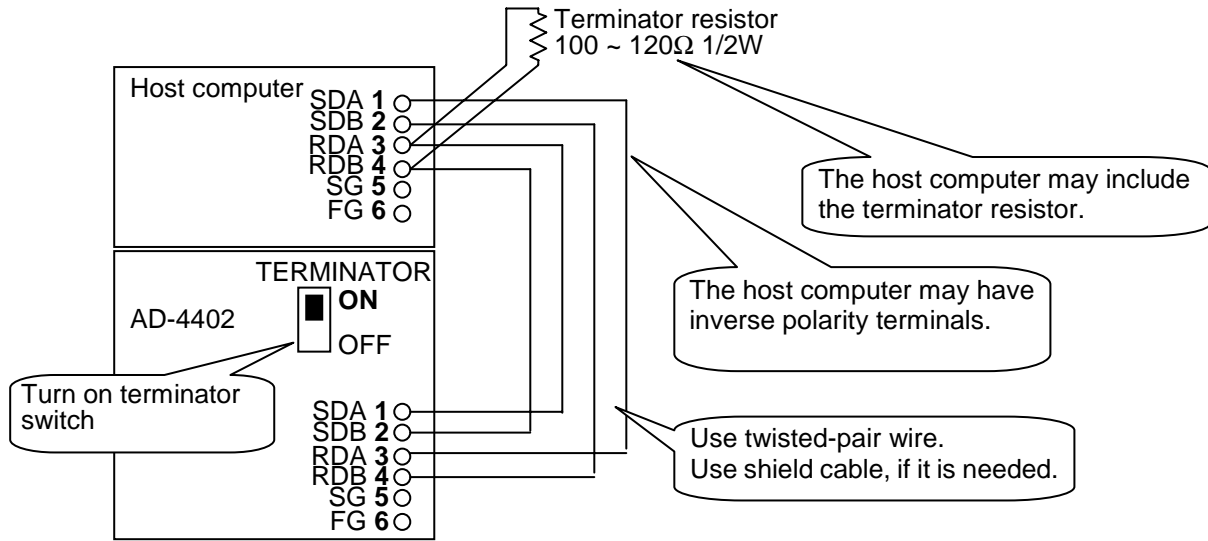 Terminator resistor
100 ~ 120Ω 1/2W
Host computer
SDA 1
SDB 2
RDA 3
RDB 4
SG 5
FG 6
The host computer may include
the terminator resistor.
The host computer may have
inverse polarity terminals.
TERMINATOR
ON
OFF
AD-4402
Turn on terminator
switch
SDA 1
SDB 2
RDA 3
RDB 4
SG 5
FG 6
Use twisted-pair wire.
Use shield cable, if it is needed.